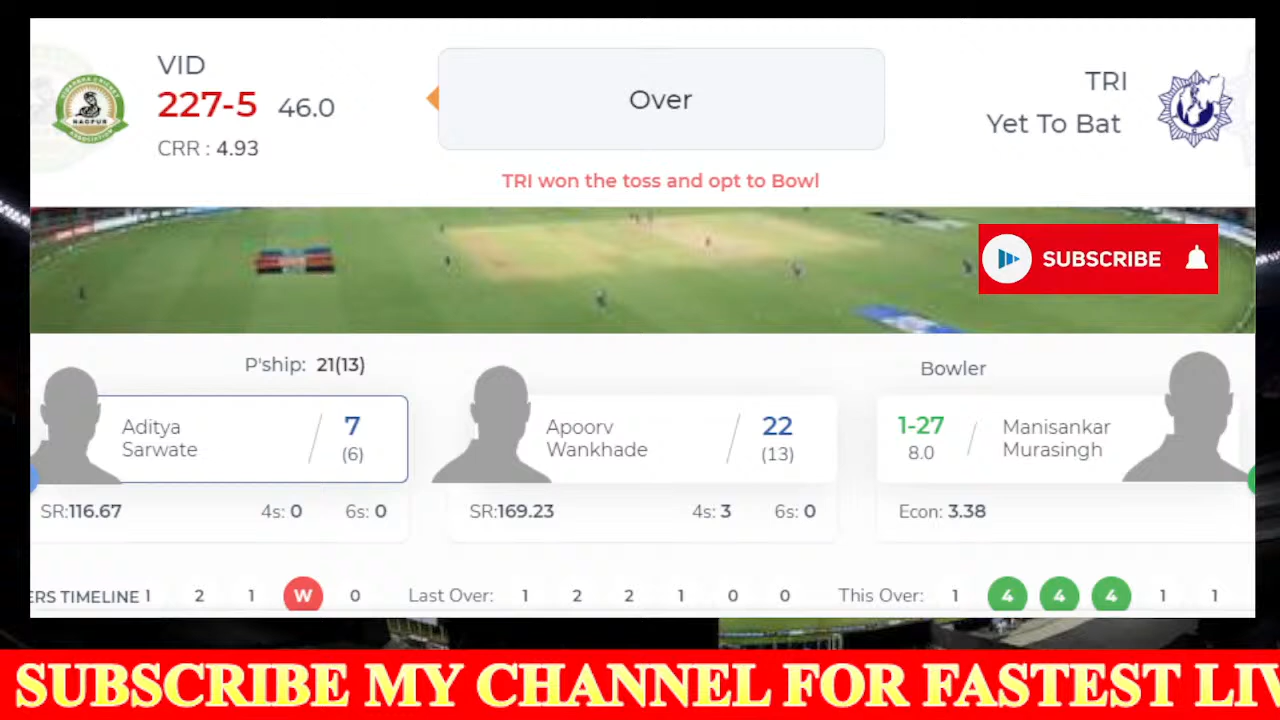 VID
227-5 46.0
CRR : 4.93
Over
TRI
Yet To Bat
TRI won the toss and opt to Bowl
NAGPUR
SUBSCRIBE
P'ship: 21(13)
Bowler
Aditya
Sarwate
7
(6)
Apoorv
Wankhade
22
(13)
1-27
8.0
Manisankar
Murasingh
SR:116.67 4s: 0 6s: 0
SR:169.23 4s: 3 6s: 0
Econ: 3.38
ERS TIMELINE 1 2 1 W 0 Last Over: 1 2 2 1 0 0 This Over: 1 4 4 4 1 1
SUBSCRIBE MY CHANNEL FOR FASTEST LIV